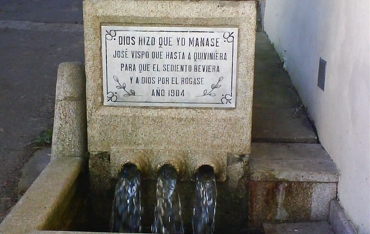 DIOS HIZO QUE YO MANASE
JOSÉ VISPO QUE HASTA A QUIVINIERA
PARA QUE EL SEDIENTO BEVIERA
Y A DIOS POR EL ROGASE
AÑO 1904